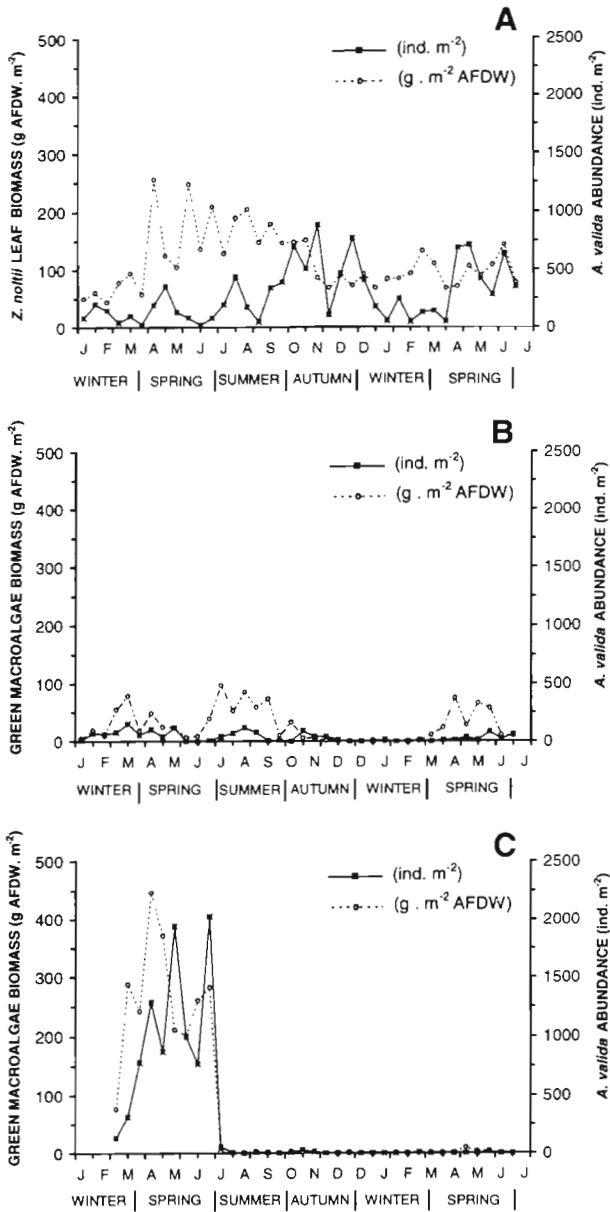 A
Z. noltii LEAF BIOMASS (g AFDW. m-2)
500
400
300
200
100
0
(ind. m-2)
(g . m-2 AFDW)
2500
2000
1500
1000
500
0
A. valida ABUNDANCE (ind. m-2)
J F M A M J J A S O N D D J F M A M J J
WINTER | SPRING | SUMMER | AUTUMN | WINTER | SPRING |
B
GREEN MACROALGAE BIOMASS (g AFDW. m-2)
500
400
300
200
100
0
(ind. m-2)
(g . m-2 AFDW)
2500
2000
1500
1000
500
0
A. valida ABUNDANCE (ind. m-2)
J F M A M J J A S O N D D J F M A M J J
WINTER | SPRING | SUMMER | AUTUMN | WINTER | SPRING |
C
GREEN MACROALGAE BIOMASS (g AFDW. m-2)
500
400
300
200
100
0
(ind. m-2)
(g . m-2 AFDW)
2500
2000
1500
1000
500
0
A. valida ABUNDANCE (ind. m-2)
J F M A M J J A S O N D D J F M A M J J
WINTER | SPRING | SUMMER | AUTUMN | WINTER | SPRING |